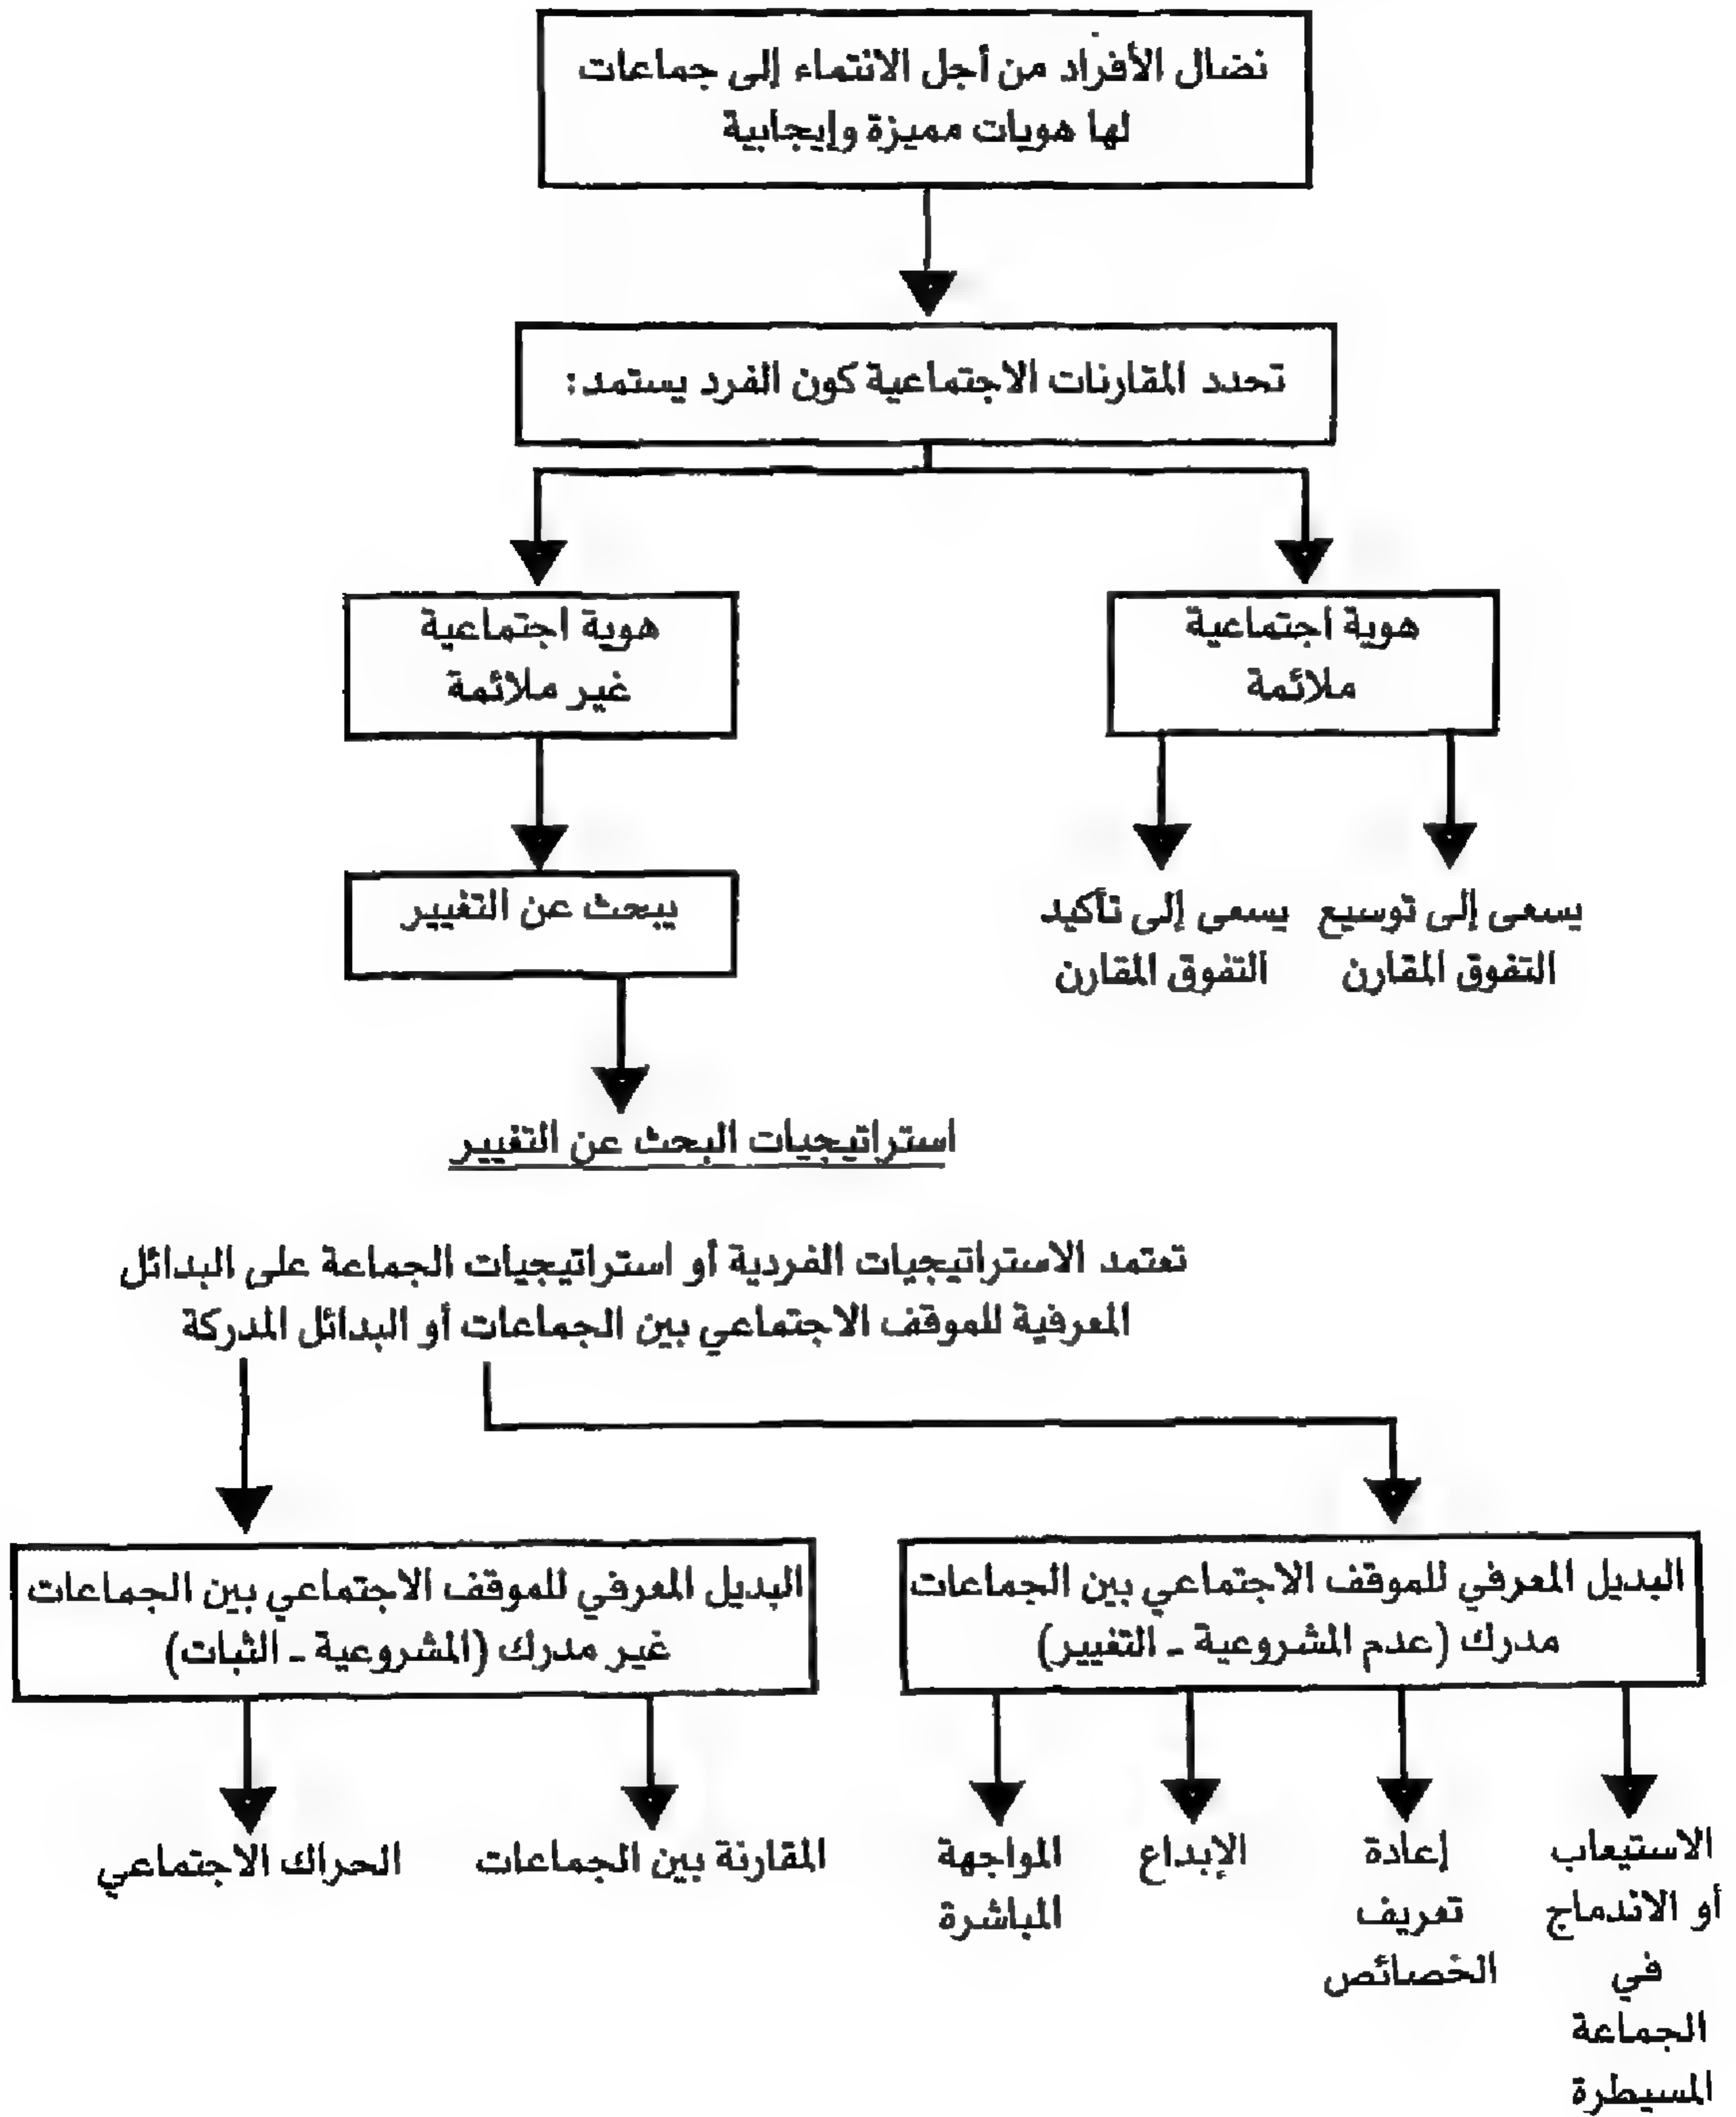 نضال الأفراد من أجل الانتماء إلى جماعات
لها هويات مميزة وإيجابية
تحدد المقارنات الاجتماعية كون الفرد يستمد:
هوية اجتماعية
ملائمة
هوية اجتماعية
غير ملائمة
يسعى إلى توسيع
التفوق المقارن
يسعى إلى تأكيد
التفوق المقارن
يبحث عن التغيير
استراتيجيات البحث عن التغيير
تعتمد الاستراتيجيات الفردية أو استراتيجيات الجماعة على البدائل
المعرفية للموقف الاجتماعي بين الجماعات أو البدائل المدركة
البديل المعرفي للموقف الاجتماعي بين الجماعات
مدرك (عدم المشروعية - التغيير)
البديل المعرفي للموقف الاجتماعي بين الجماعات
غير مدرك (المشروعية - الثبات)
الاستيعاب
أو الاندماج
في
الجماعة
المسيطرة
إعادة
تعريف
الخصائص
الإبداع
المواجهة
المباشرة
المقارنة بين الجماعات
الحراك الاجتماعي